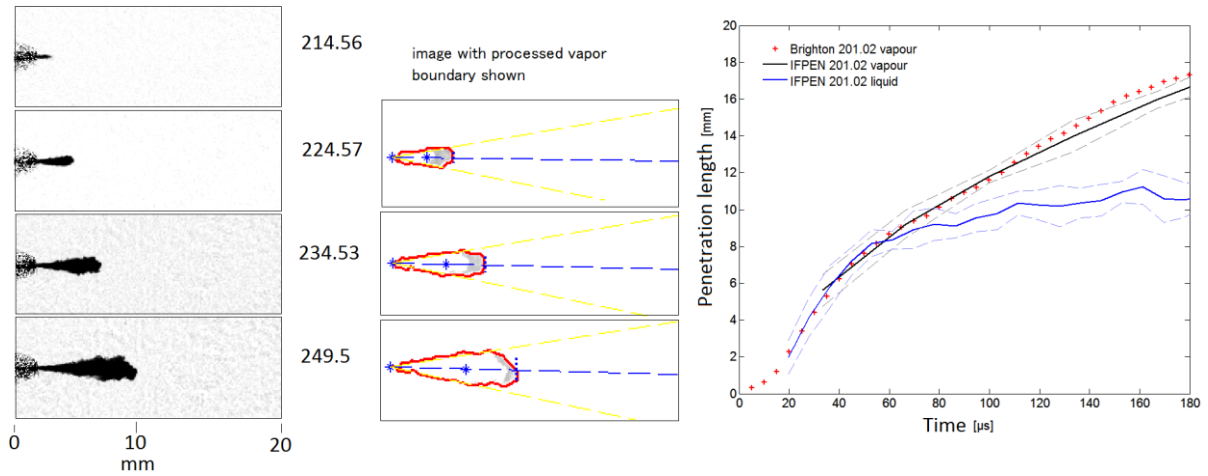 214.56
224.57
234.53
249.5
0
10
20
mm
image with processed vapor
boundary shown
20
18
16
14
12
10
8
6
4
2
0
Penetration length [mm]
Brighton 201.02 vapour
IFPEN 201.02 vapour
IFPEN 201.02 liquid
0 20 40 60 80 100 120 140 160 180
Time [µs]